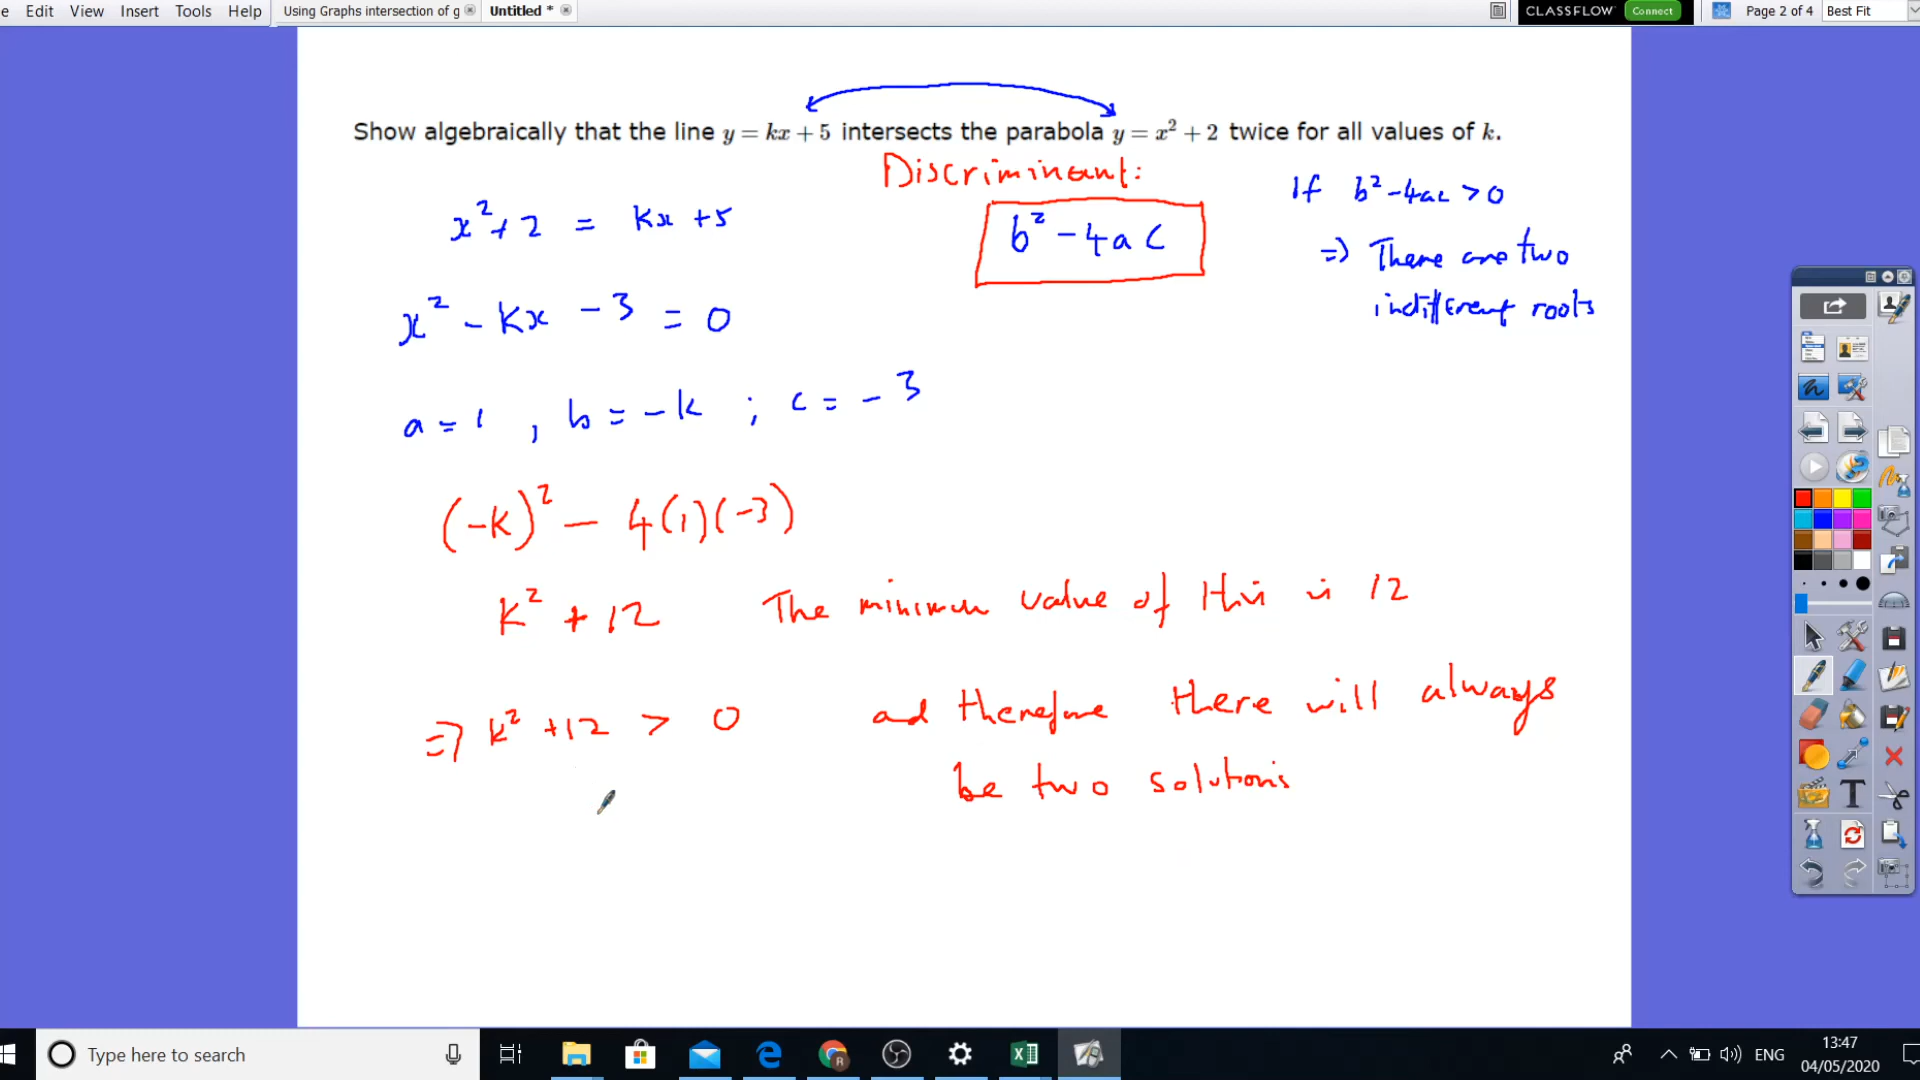 e Edit View Insert Tools Help Using Graphs intersection of g Untitled * CLASSFLOW Connect Page 2 of 4 Best Fit
Show algebraically that the line y = kx + 5 intersects the parabola y = x² + 2 twice for all values of k.
Discriminant:
If b² - 4ac > 0
x² + 2 = kx + 5
b² - 4ac
=> There are two
indifferent roots
x² - kx - 3 = 0
a = 1 , b = -k ; c = -3
(-k)² - 4(1)(-3)
k² + 12 The minimum value of this is 12
=> k² + 12 > 0 and therefore there will always
be two solutions
T
Type here to search
R
ENG
13:47
04/05/2020